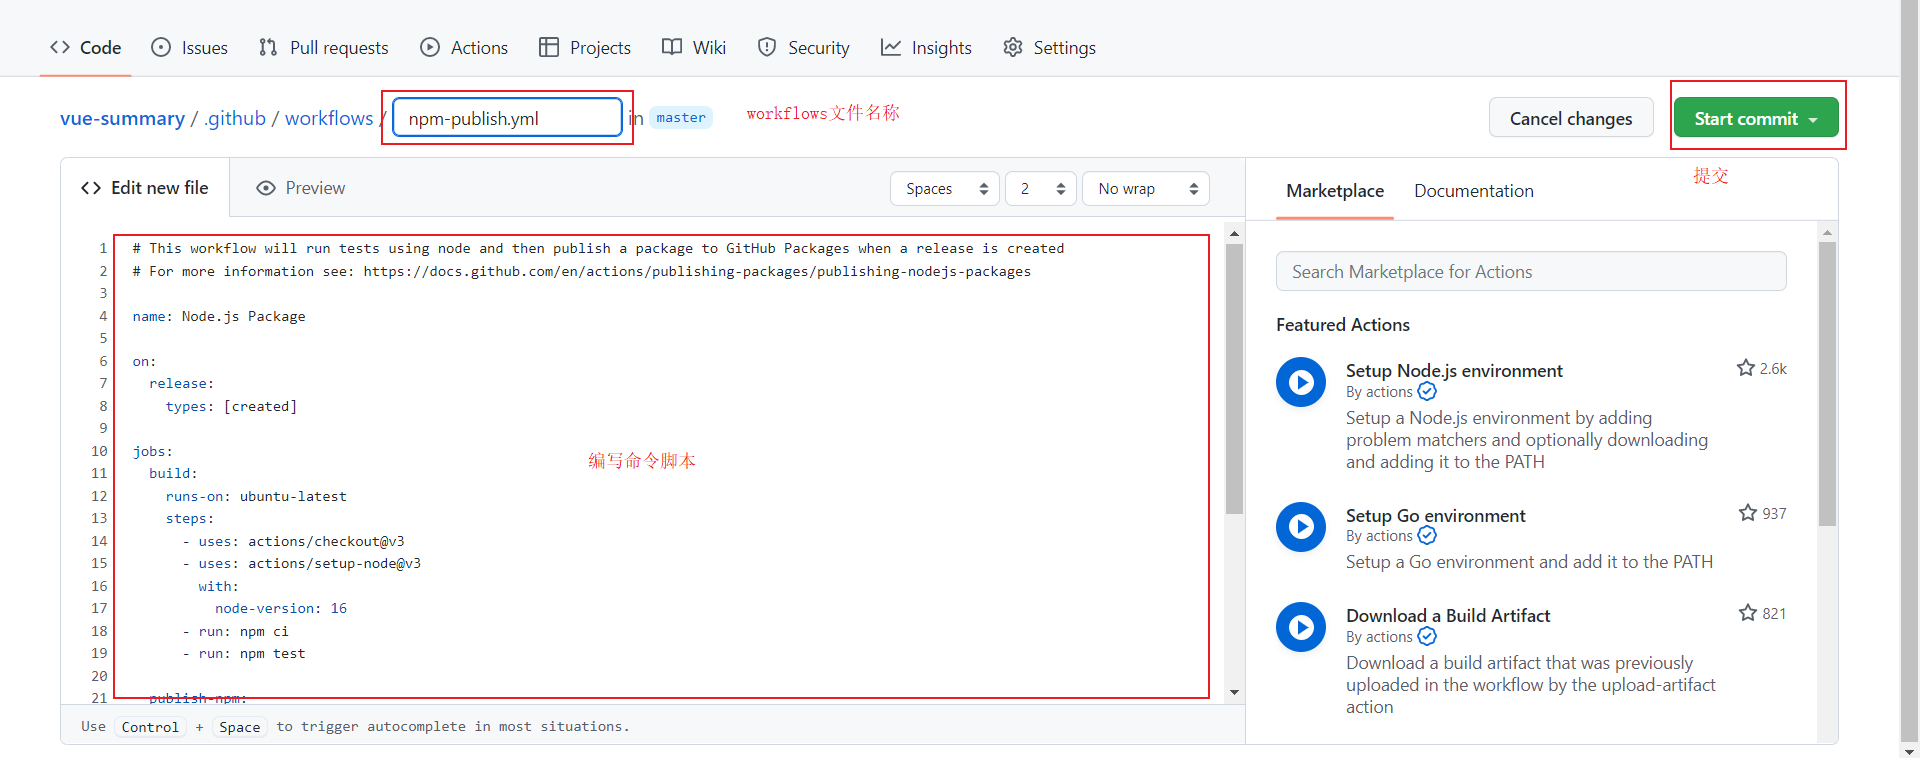 Code Issues Pull requests Actions Projects Wiki Security Insights Settings
vue-summary / .github / workflows / npm-publish.yml in master workflows文件名称 Cancel changes Start commit
提交
Edit new file Preview Spaces 2 No wrap
Marketplace Documentation
1 # This workflow will run tests using node and then publish a package to GitHub Packages when a release is created
2 # For more information see: https://docs.github.com/en/actions/publishing-packages/publishing-nodejs-packages
3
4 name: Node.js Package
5
6 on:
7 release:
8 types: [created]
9
10 jobs:
11 build:
12 runs-on: ubuntu-latest
13 steps:
14 - uses: actions/checkout@v3
15 - uses: actions/setup-node@v3
16 with:
17 node-version: 16
18 - run: npm ci
19 - run: npm test
20
21 publish-npm:
编写命令脚本
Use Control + Space to trigger autocomplete in most situations.
Search Marketplace for Actions
Featured Actions
Setup Node.js environment 2.6k
By actions
Setup a Node.js environment by adding
problem matchers and optionally downloading
and adding it to the PATH
Setup Go environment 937
By actions
Setup a Go environment and add it to the PATH
Download a Build Artifact 821
By actions
Download a build artifact that was previously
uploaded in the workflow by the upload-artifact
action